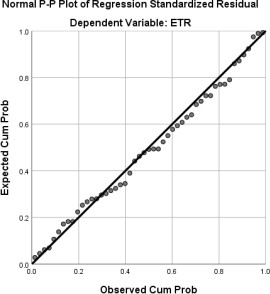 Normal P-P Plot of Regression Standardized Residual
Dependent Variable: ETR
Expected Cum Prob
1.0
0.8
0.6
0.4
0.2
0.0
0.0 0.2 0.4 0.6 0.8 1.0
Observed Cum Prob